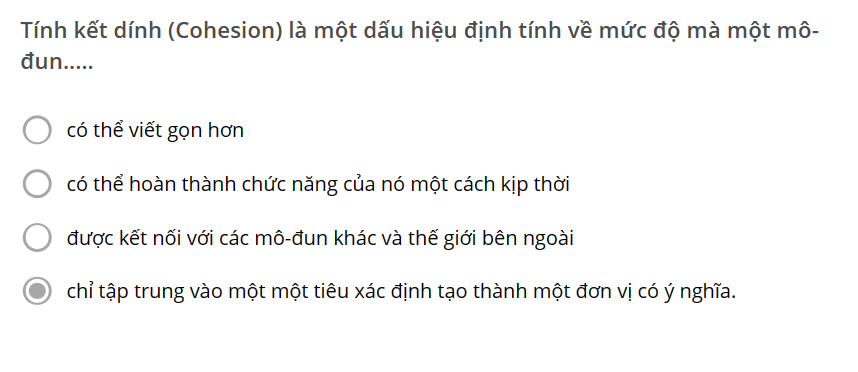 Tính kết dính (Cohesion) là một dấu hiệu định tính về mức độ mà một mô-
đun.....
có thể viết gọn hơn
có thể hoàn thành chức năng của nó một cách kịp thời
được kết nối với các mô-đun khác và thế giới bên ngoài
chỉ tập trung vào một một tiêu xác định tạo thành một đơn vị có ý nghĩa.